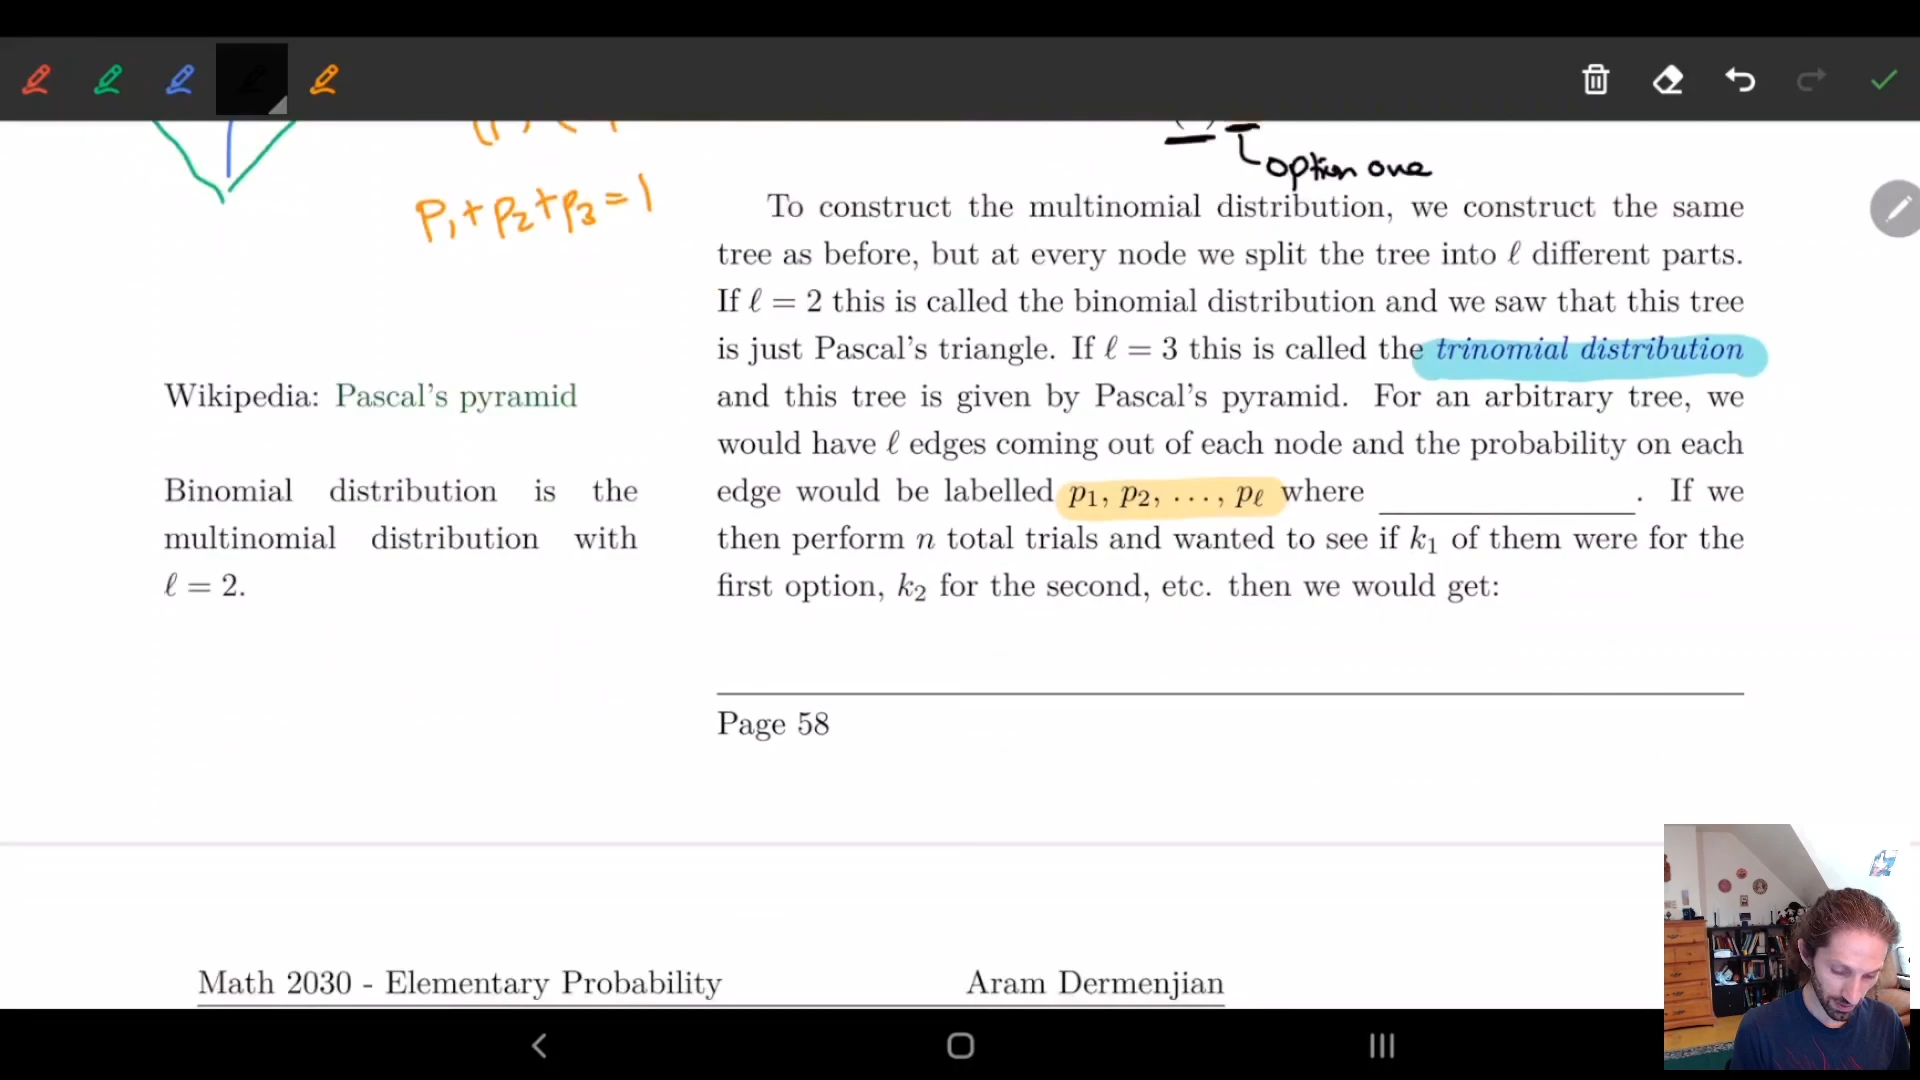 option one
p₁+p₂+p₃=1
To construct the multinomial distribution, we construct the same
tree as before, but at every node we split the tree into ℓ different parts.
If ℓ = 2 this is called the binomial distribution and we saw that this tree
is just Pascal's triangle. If ℓ = 3 this is called the trinomial distribution
and this tree is given by Pascal's pyramid. For an arbitrary tree, we
would have ℓ edges coming out of each node and the probability on each
edge would be labelled p₁, p₂, ..., pℓ where ____________. If we
then perform n total trials and wanted to see if k₁ of them were for the
first option, k₂ for the second, etc. then we would get:
Wikipedia: Pascal's pyramid
Binomial distribution is the
multinomial distribution with
ℓ = 2.
Page 58
Math 2030 - Elementary Probability
Aram Dermenjian